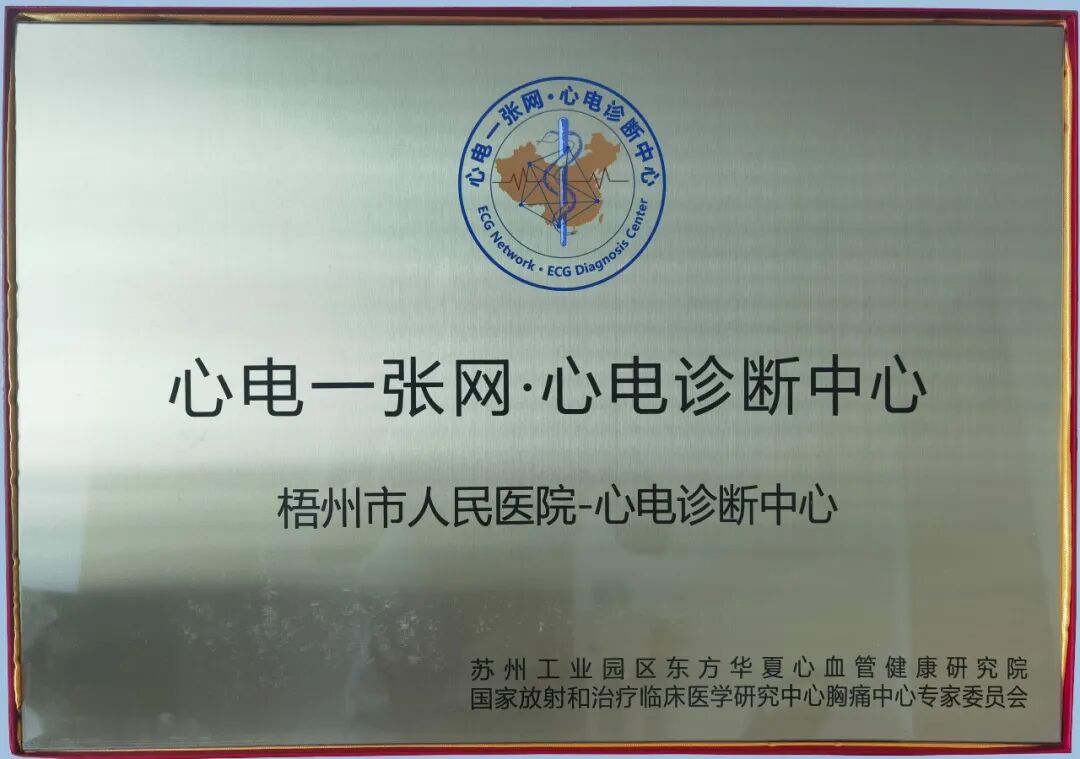 心电一张网·心电诊断中心
ECG Network · ECG Diagnosis Center
心电一张网·心电诊断中心
梧州市人民医院-心电诊断中心
苏州工业园区东方华夏心血管健康研究院
国家放射和治疗临床医学研究中心胸痛中心专家委员会